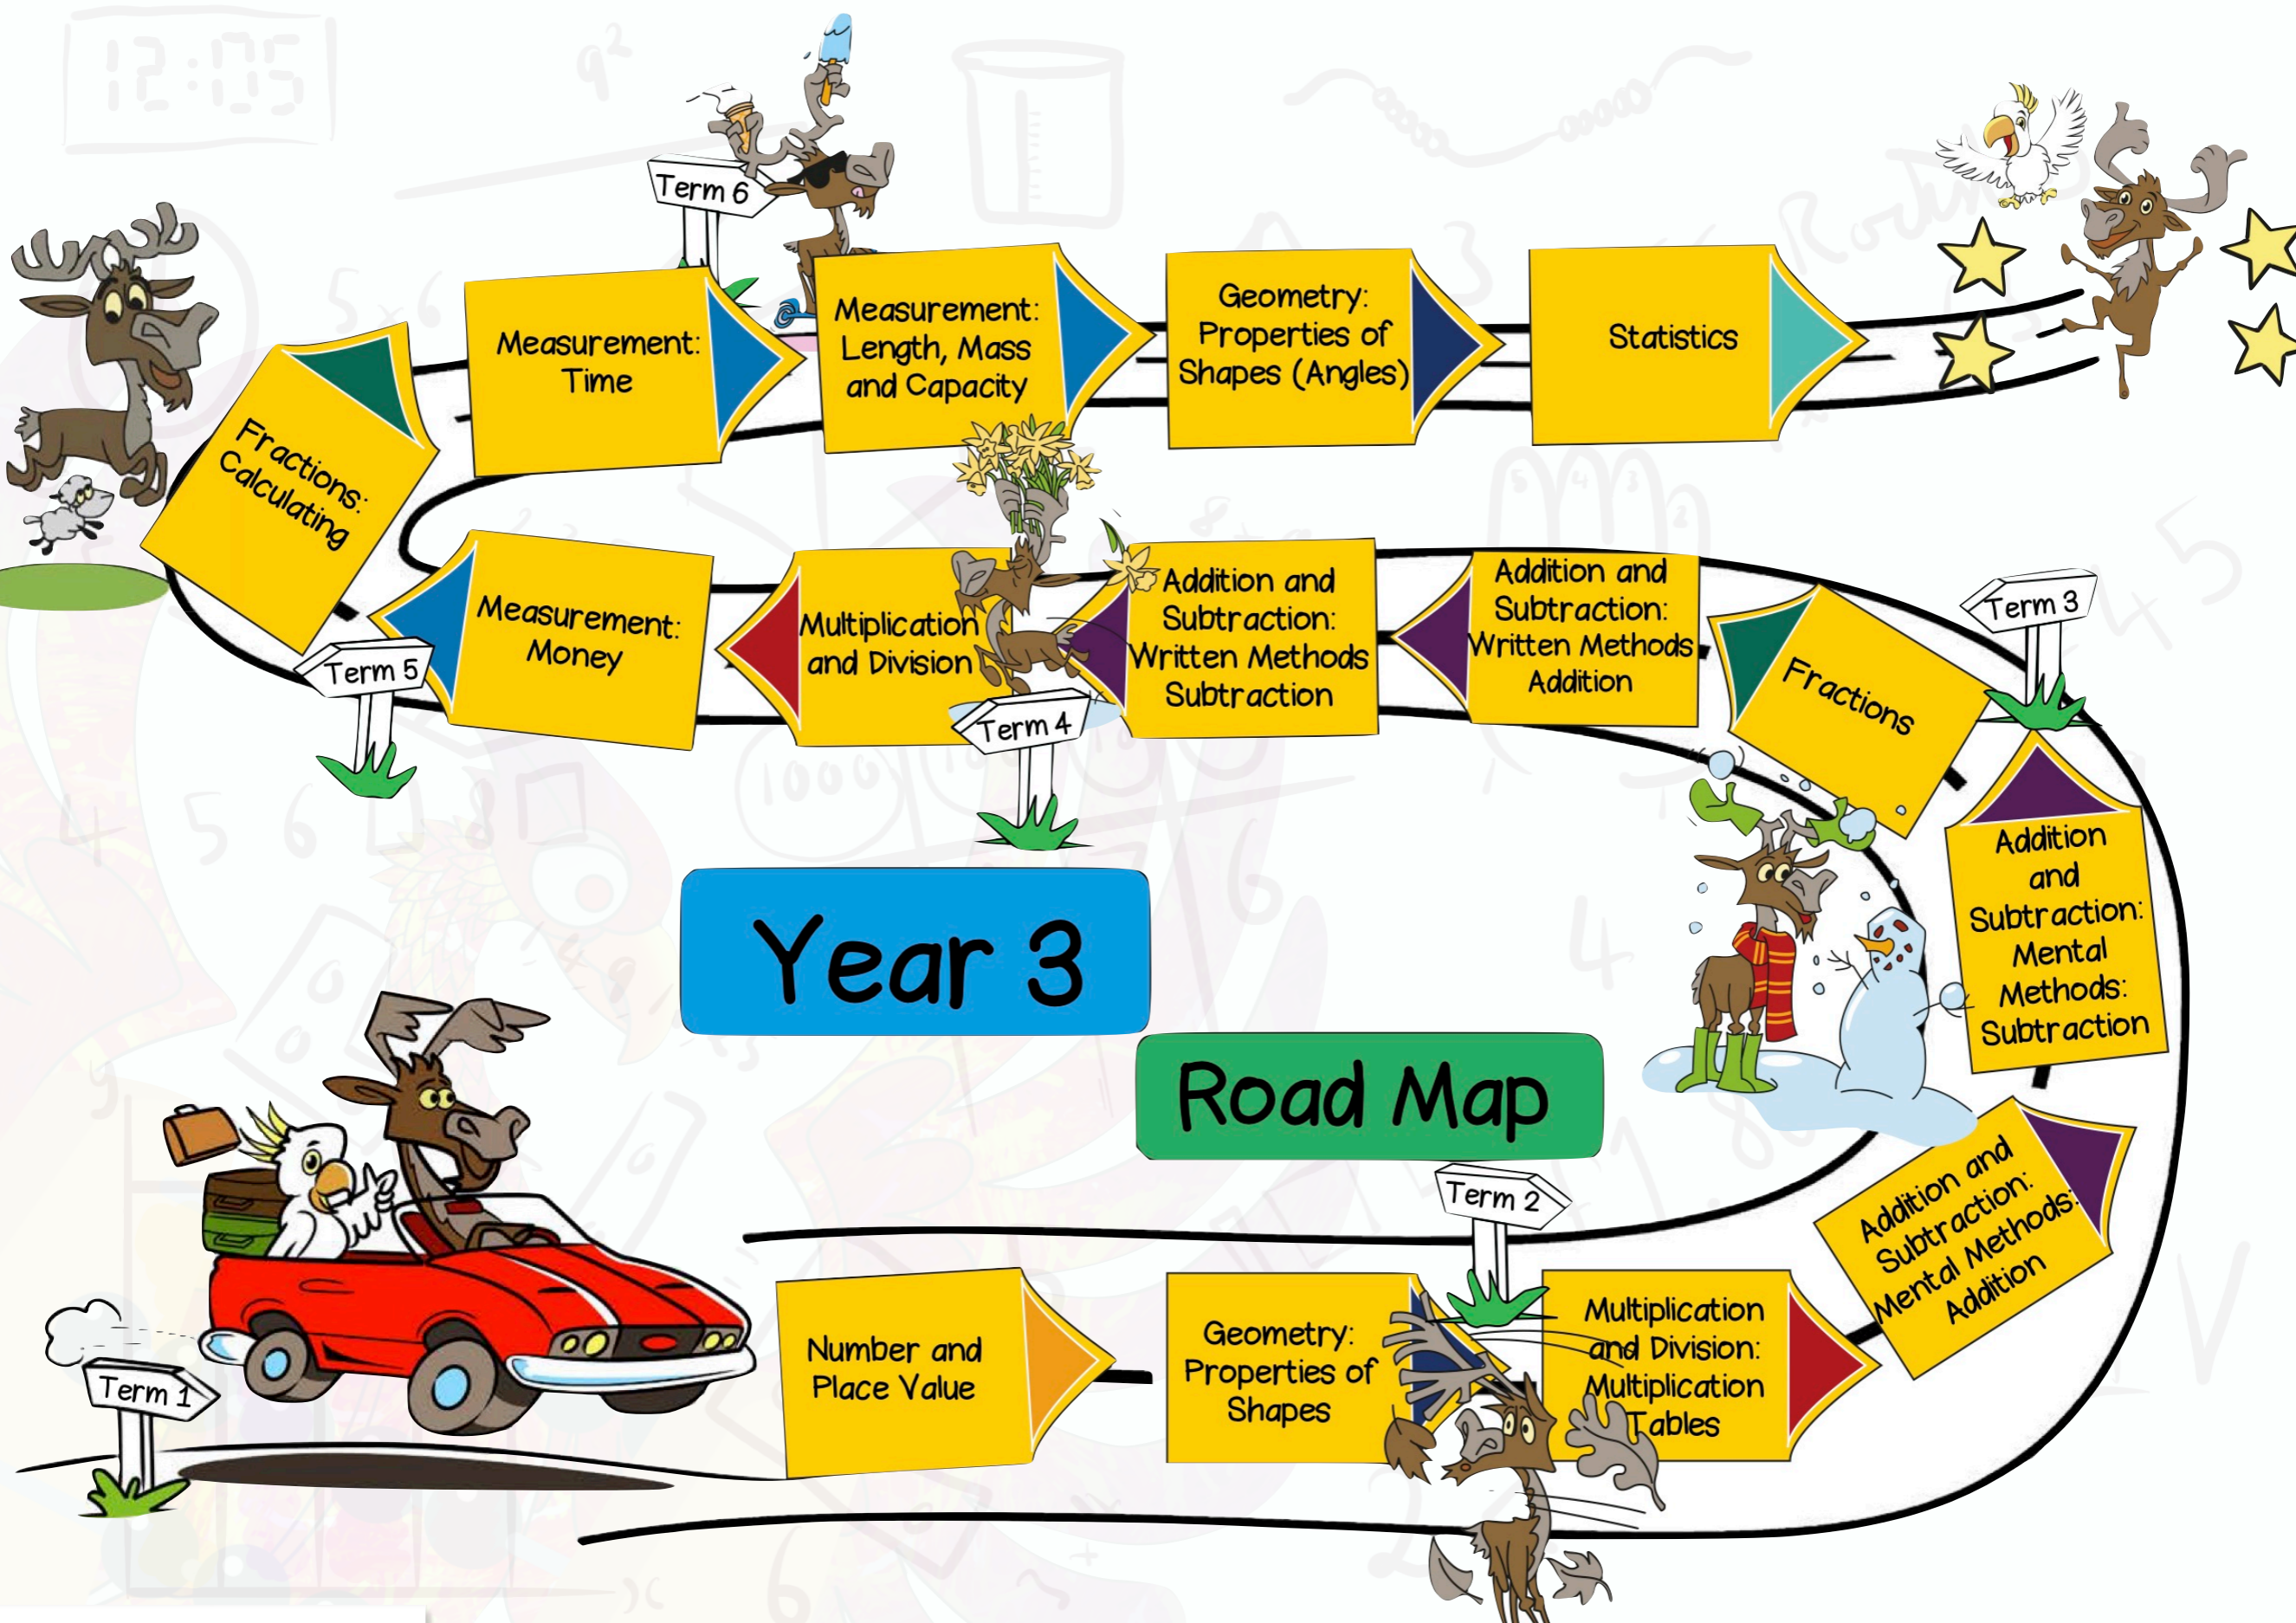 12:05
9²
Term 6
Measurement:
Time
Measurement:
Length, Mass
and Capacity
Geometry:
Properties of
Shapes (Angles)
Statistics
Fractions:
Calculating
Term 5
Measurement:
Money
Multiplication
and Division
Term 4
Addition and
Subtraction:
Written Methods
Subtraction
Addition and
Subtraction:
Written Methods
Addition
Fractions
Term 3
Addition
and
Subtraction:
Mental
Methods:
Subtraction
Year 3
Road Map
Addition and
Subtraction:
Mental Methods:
Addition
Term 2
Multiplication
and Division:
Multiplication
Tables
Geometry:
Properties of
Shapes
Number and
Place Value
Term 1